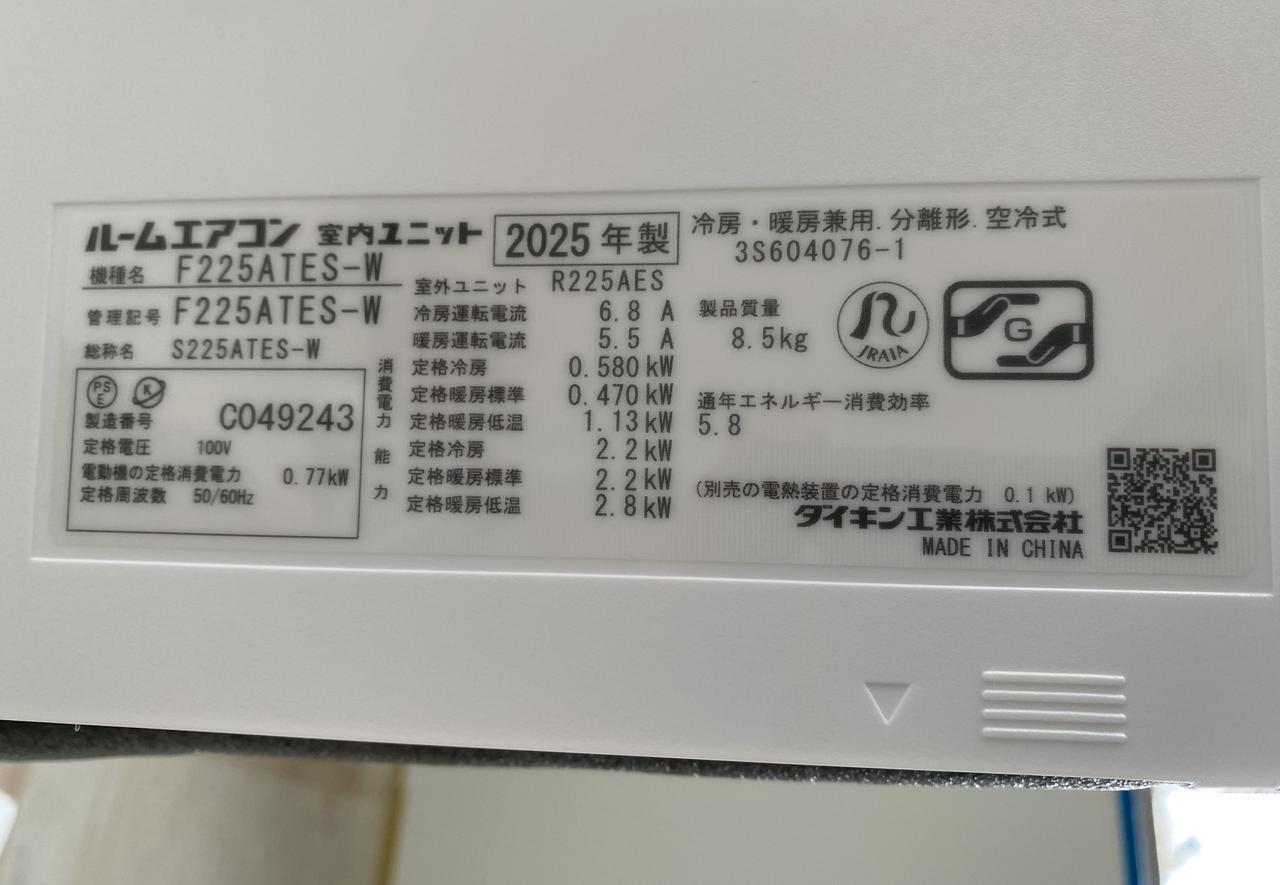 ルームエアコン 室内ユニット 2025年製 冷房・暖房兼用.分離形.空冷式
3S604076-1
機種名 F225ATES-W
管理記号 F225ATES-W
総称名 S225ATES-W
PS
E
K
製造番号 C049243
定格電圧 100V
電動機の定格消費電力 0.77kW
定格周波数 50/60Hz
室外ユニット R225AES
冷房運転電流 6.8 A
暖房運転電流 5.5 A
消費電力
定格冷房 0.580 kW
定格暖房標準 0.470 kW
定格暖房低温 1.13 kW
能力
定格冷房 2.2 kW
定格暖房標準 2.2 kW
定格暖房低温 2.8 kW
製品質量
8.5kg
JRAIA
G
通年エネルギー消費効率
5.8
(別売の電熱装置の定格消費電力 0.1 kW)
ダイキン工業株式会社
MADE IN CHINA